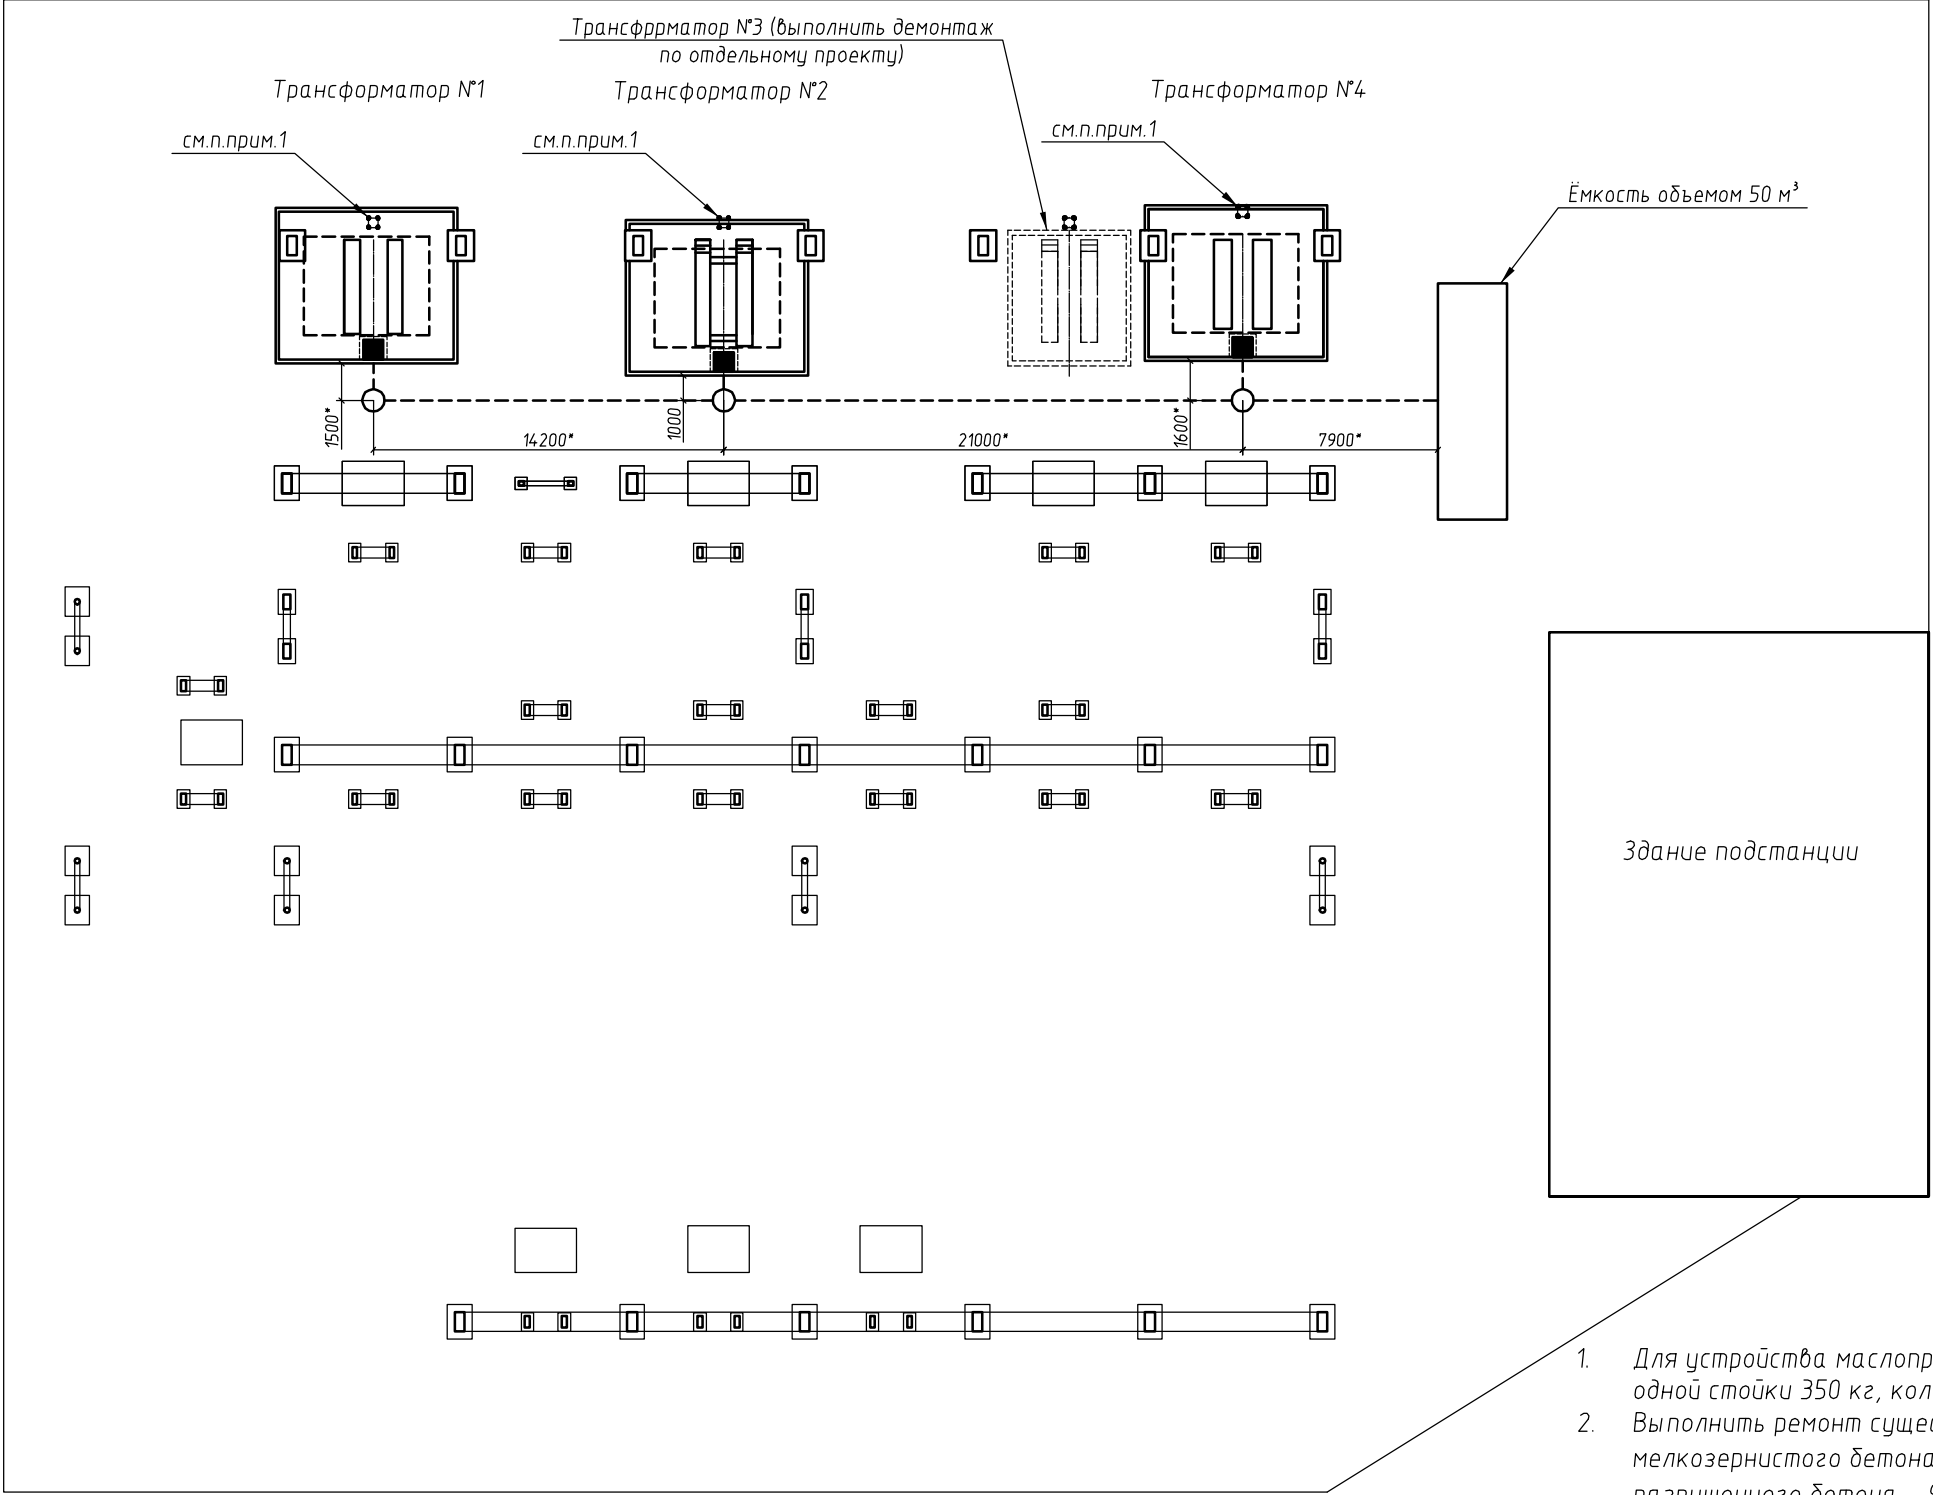 Трансфррматор №3 (выполнить демонтаж
по отдельному проекту)
Трансформатор №1
Трансформатор №2
Трансформатор №4
см.п.прим.1
см.п.прим.1
см.п.прим.1
Ёмкость объемом 50 м³
1500*
1000
1600*
14200*
21000*
7900*
Здание подстанции
1. Для устройства маслопр
одной стойки 350 кг, кол
2. Выполнить ремонт суще
мелкозернистого бетона
разрушенного бетона